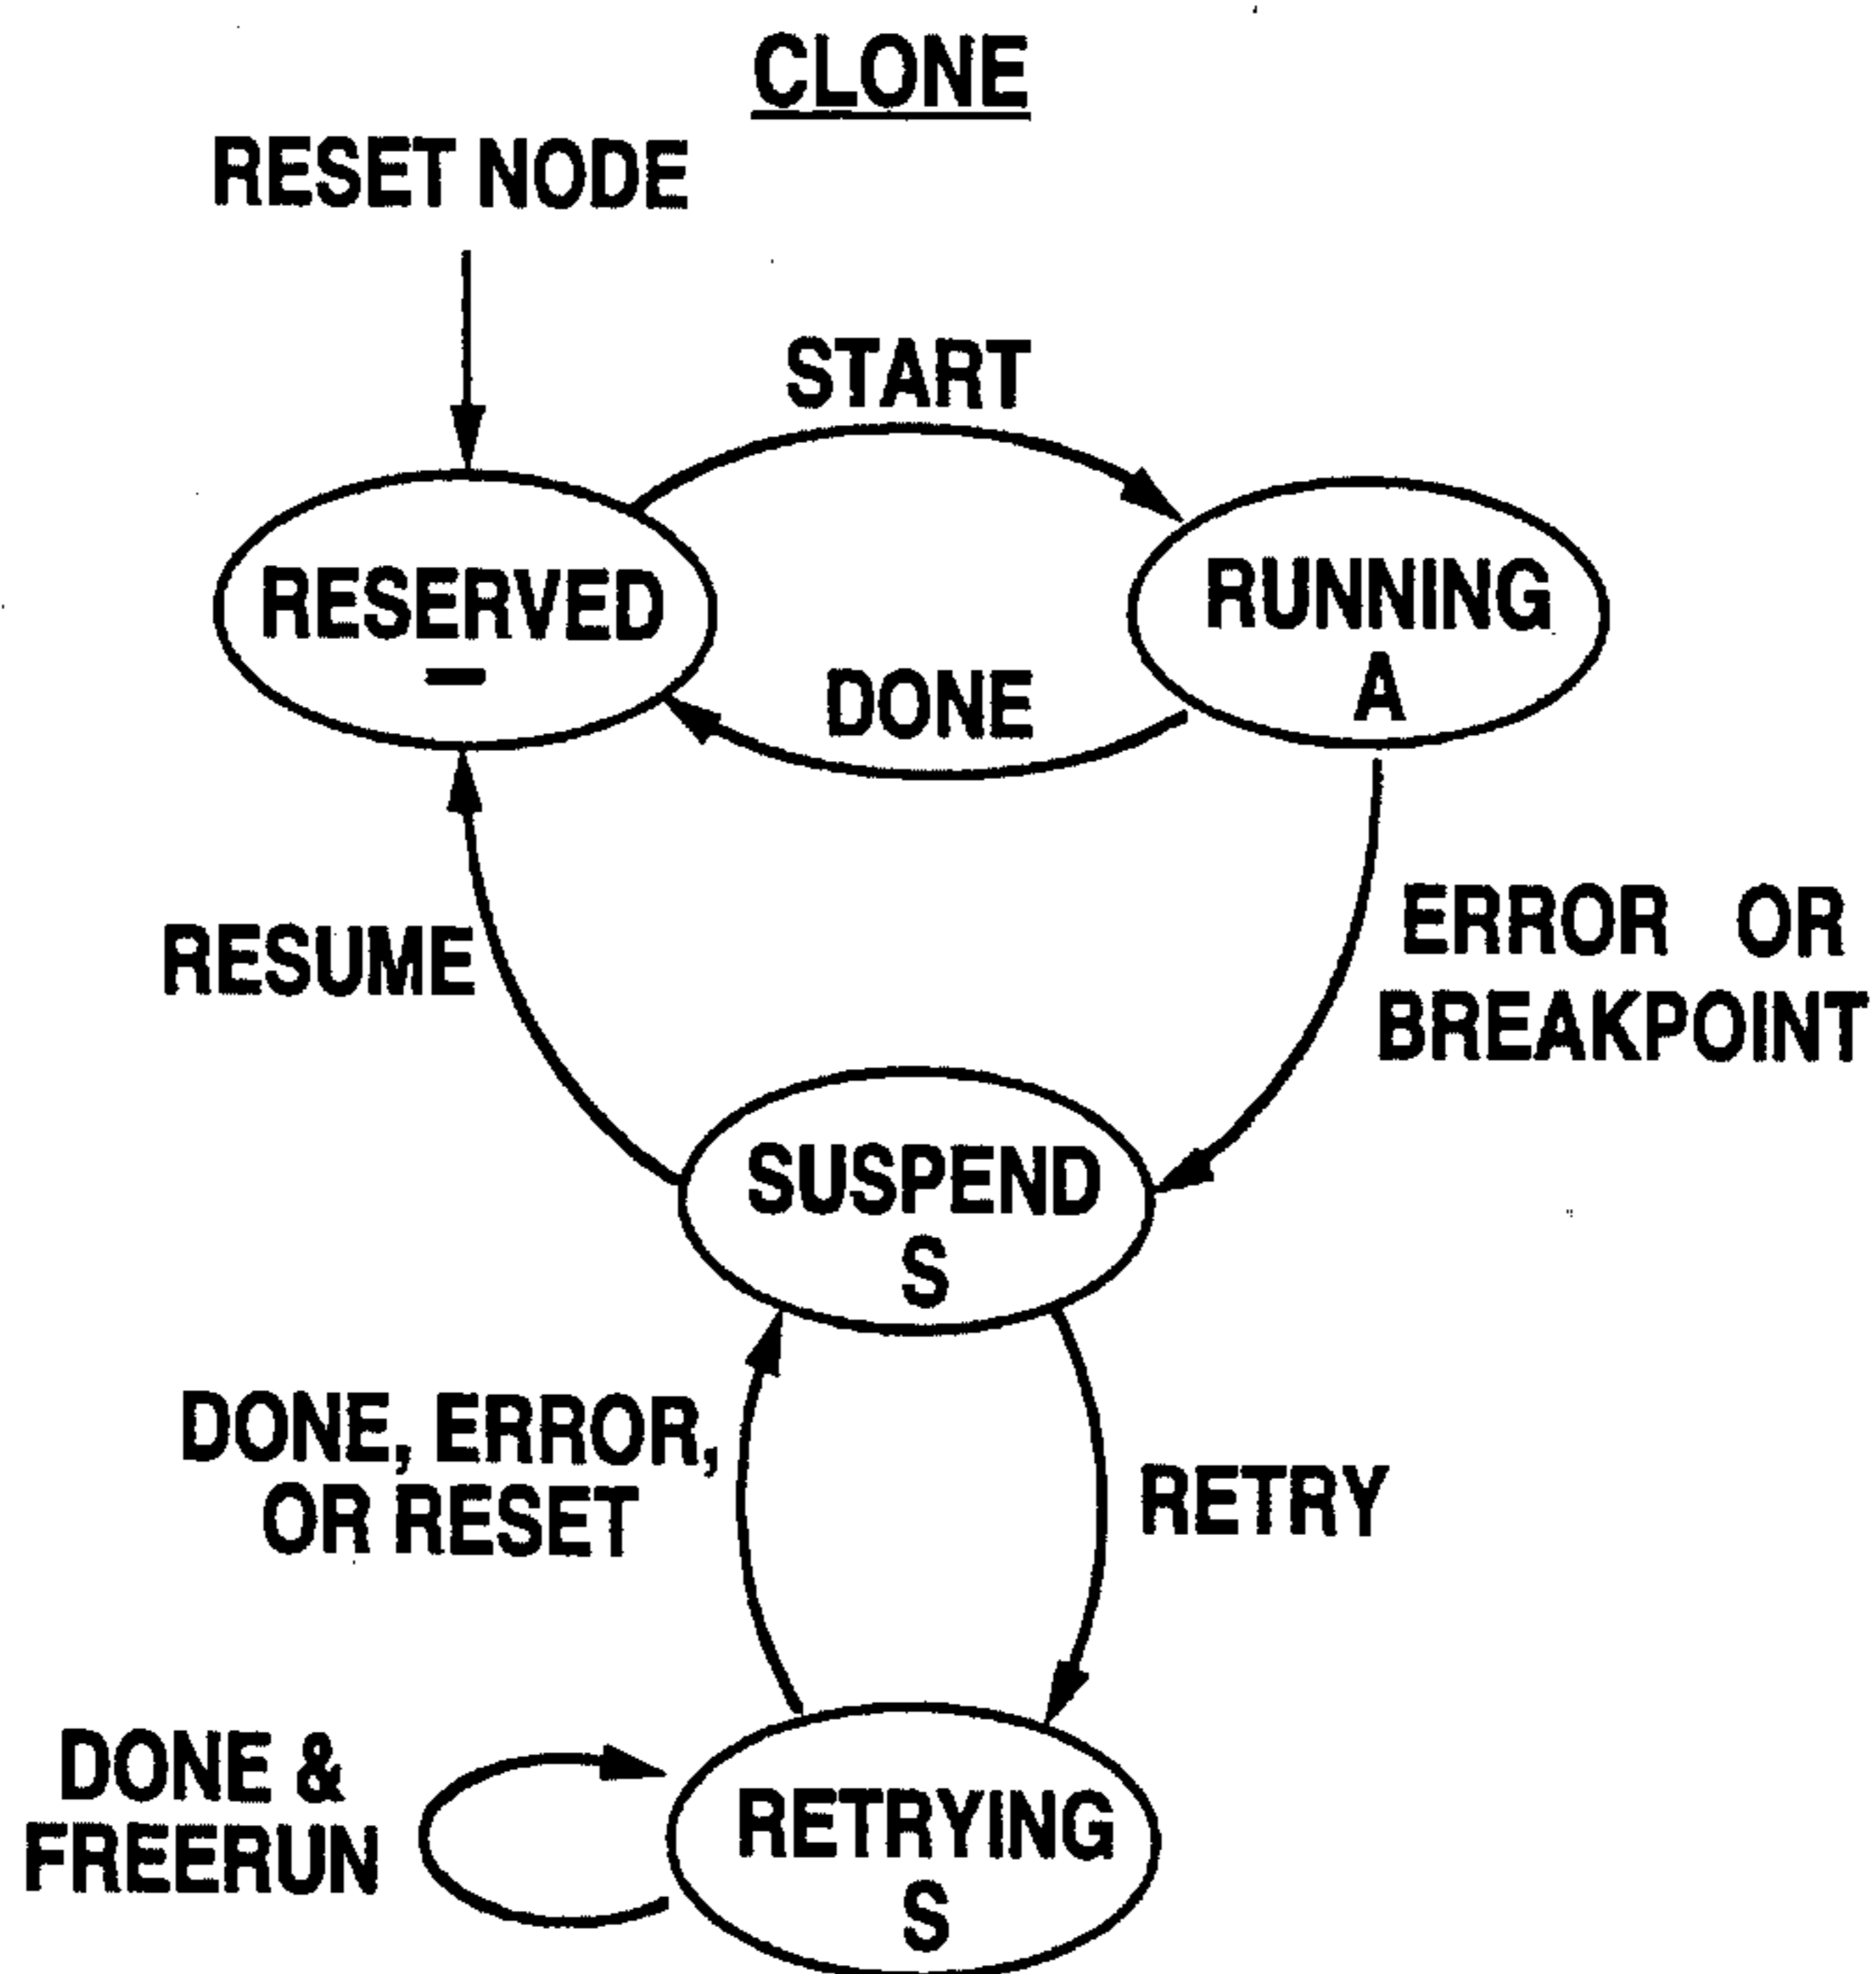 CLONE
RESET NODE
START
RESERVED
—
RUNNING
A
DONE
RESUME
ERROR OR
BREAKPOINT
SUSPEND
S
DONE, ERROR,
OR RESET
RETRY
DONE &
FREERUN
RETRYING
S